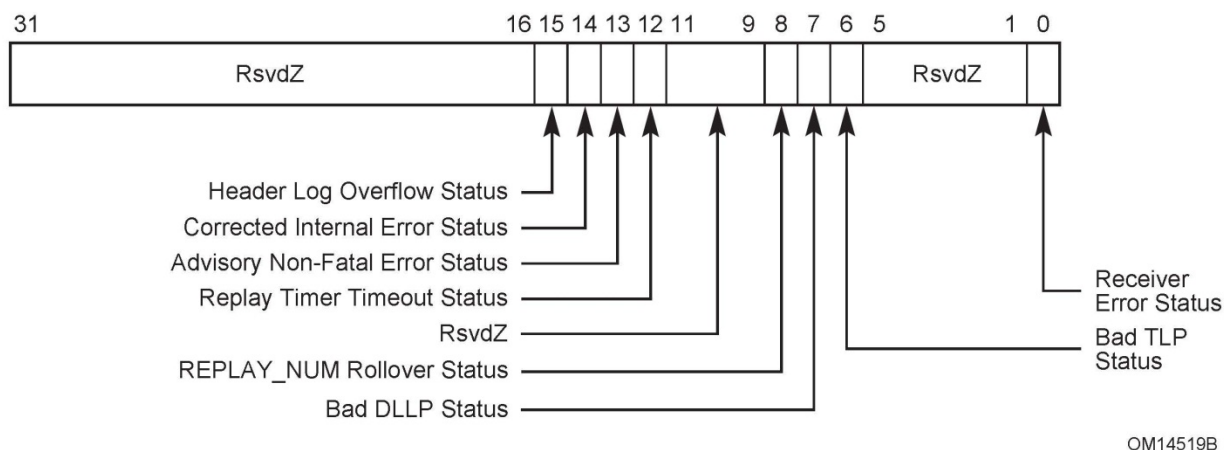 31 16 15 14 13 12 11 9 8 7 6 5 1 0
RsvdZ RsvdZ
Header Log Overflow Status
Corrected Internal Error Status
Advisory Non-Fatal Error Status
Replay Timer Timeout Status
RsvdZ
REPLAY_NUM Rollover Status
Bad DLLP Status
Receiver
Error Status
Bad TLP
Status
OM14519B